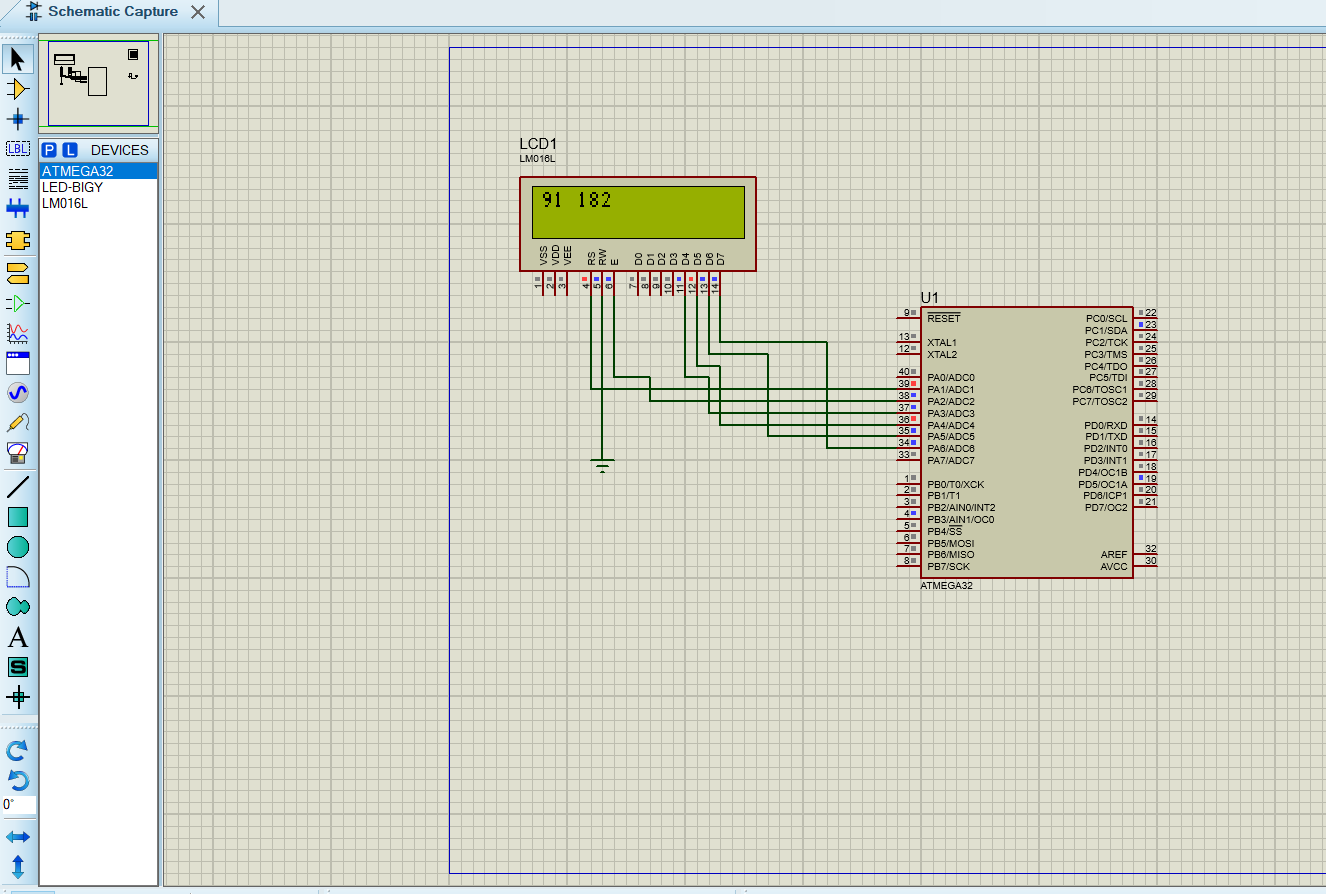 Schematic Capture
LBL
P L DEVICES
ATMEGA32
LED-BIGY
LM016L
A
S
0°
LCD1
LM016L
91 182
VSS VDD VEE RS RW E D0 D1 D2 D3 D4 D5 D6 D7
1 2 3 4 5 6 7 8 9 10 11 12 13 14
U1
9 RESET PC0/SCL 22
PC1/SDA 23
13 XTAL1 PC2/TCK 24
12 XTAL2 PC3/TMS 25
PC4/TDO 26
40 PA0/ADC0 PC5/TDI 27
39 PA1/ADC1 PC6/TOSC1 28
38 PA2/ADC2 PC7/TOSC2 29
37 PA3/ADC3
36 PA4/ADC4 PD0/RXD 14
35 PA5/ADC5 PD1/TXD 15
34 PA6/ADC6 PD2/INT0 16
33 PA7/ADC7 PD3/INT1 17
PD4/OC1B 18
1 PB0/T0/XCK PD5/OC1A 19
2 PB1/T1 PD6/ICP1 20
3 PB2/AIN0/INT2 PD7/OC2 21
4 PB3/AIN1/OC0
5 PB4/SS
6 PB5/MOSI
7 PB6/MISO AREF 32
8 PB7/SCK AVCC 30
ATMEGA32